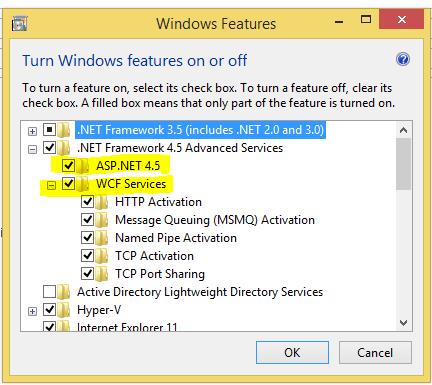 Windows Features
Turn Windows features on or off
To turn a feature on, select its check box. To turn a feature off, clear its
check box. A filled box means that only part of the feature is turned on.
.NET Framework 3.5 (includes .NET 2.0 and 3.0)
.NET Framework 4.5 Advanced Services
ASP.NET 4.5
WCF Services
HTTP Activation
Message Queuing (MSMQ) Activation
Named Pipe Activation
TCP Activation
TCP Port Sharing
Active Directory Lightweight Directory Services
Hyper-V
Internet Explorer 11
OK
Cancel